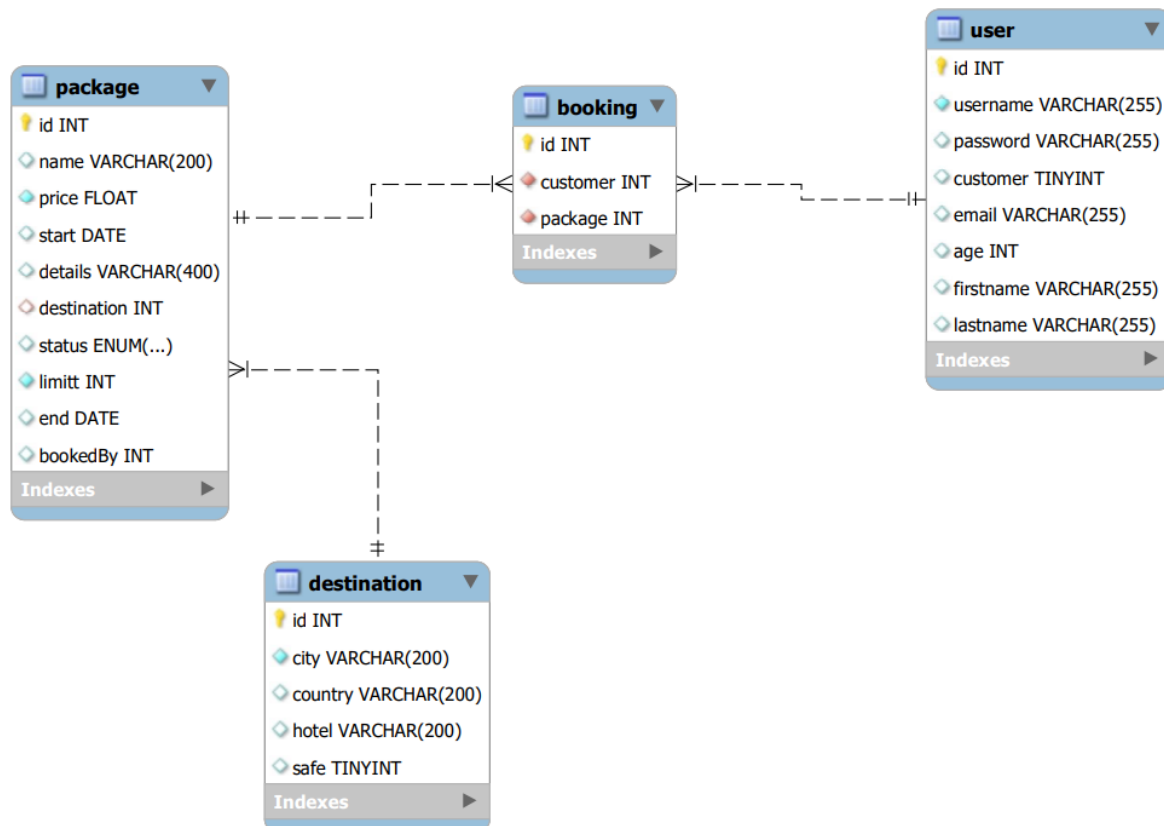 package
id INT
name VARCHAR(200)
price FLOAT
start DATE
details VARCHAR(400)
destination INT
status ENUM(...)
limitt INT
end DATE
bookedBy INT
Indexes
booking
id INT
customer INT
package INT
Indexes
user
id INT
username VARCHAR(255)
password VARCHAR(255)
customer TINYINT
email VARCHAR(255)
age INT
firstname VARCHAR(255)
lastname VARCHAR(255)
Indexes
destination
id INT
city VARCHAR(200)
country VARCHAR(200)
hotel VARCHAR(200)
safe TINYINT
Indexes